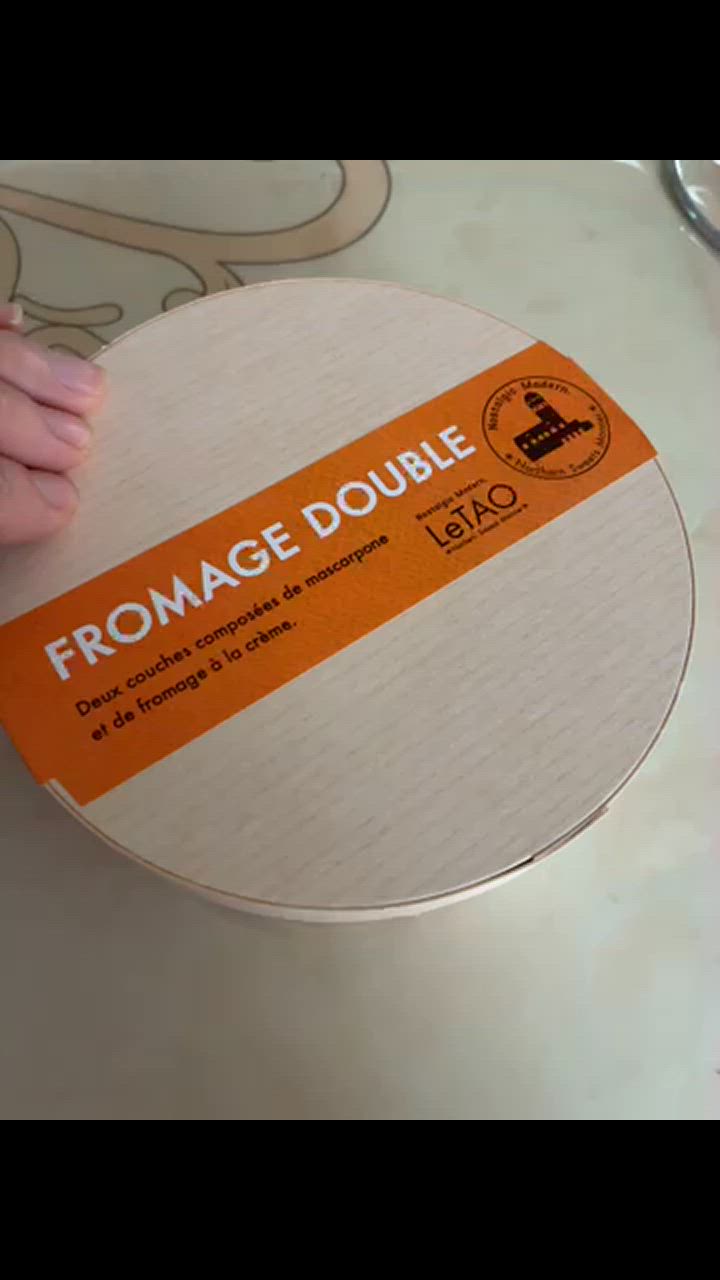 FROMAGE DOUBLE
Deux couches composées de mascarpone
et de fromage à la crème.
Nostalgic Modern.
LeTAO
Nostalgic Modern.
Northern Sweets